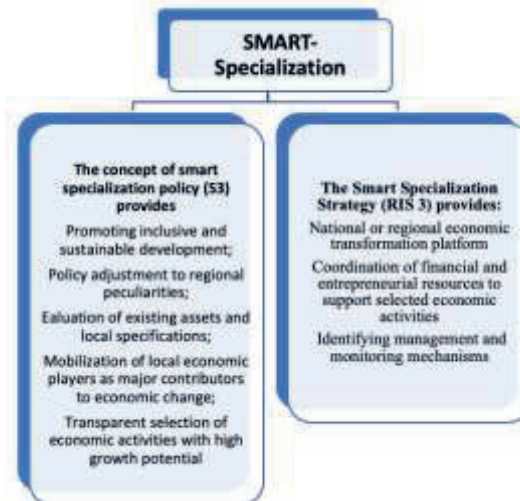 SMART-
Specialization
The concept of smart
specialization policy (S3)
provides
Promoting inclusive and
sustainable development;
Policy adjustment to regional
peculiarities;
Ealuation of existing assets and
local specifications;
Mobilization of local economic
players as major contributors
to economic change;
Transparent selection of
economic activities with high
growth potential
The Smart Specialization
Strategy (RIS 3) provides:
National or regional economic
transformation platform
Coordination of financial and
entrepreneurial resources to
support selected economic
activities
Identifying management and
monitoring mechanisms